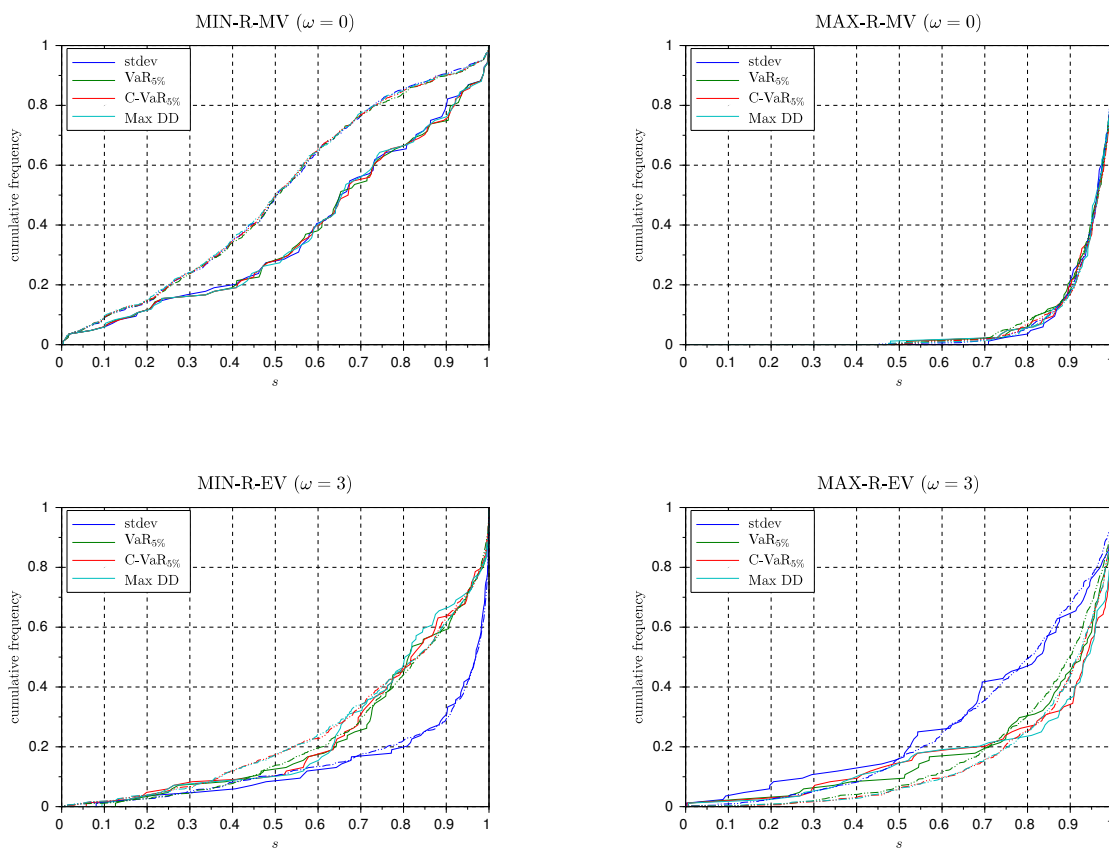 MIN-R-MV (ω = 0)
1
0.8
0.6
0.4
0.2
0
cumulative frequency
stdev
VaR5%
C-VaR5%
Max DD
0 0.1 0.2 0.3 0.4 0.5 0.6 0.7 0.8 0.9 1
s
MAX-R-MV (ω = 0)
1
0.8
0.6
0.4
0.2
0
cumulative frequency
stdev
VaR5%
C-VaR5%
Max DD
0 0.1 0.2 0.3 0.4 0.5 0.6 0.7 0.8 0.9 1
s
MIN-R-EV (ω = 3)
1
0.8
0.6
0.4
0.2
0
cumulative frequency
stdev
VaR5%
C-VaR5%
Max DD
0 0.1 0.2 0.3 0.4 0.5 0.6 0.7 0.8 0.9 1
s
MAX-R-EV (ω = 3)
1
0.8
0.6
0.4
0.2
0
cumulative frequency
stdev
VaR5%
C-VaR5%
Max DD
0 0.1 0.2 0.3 0.4 0.5 0.6 0.7 0.8 0.9 1
s